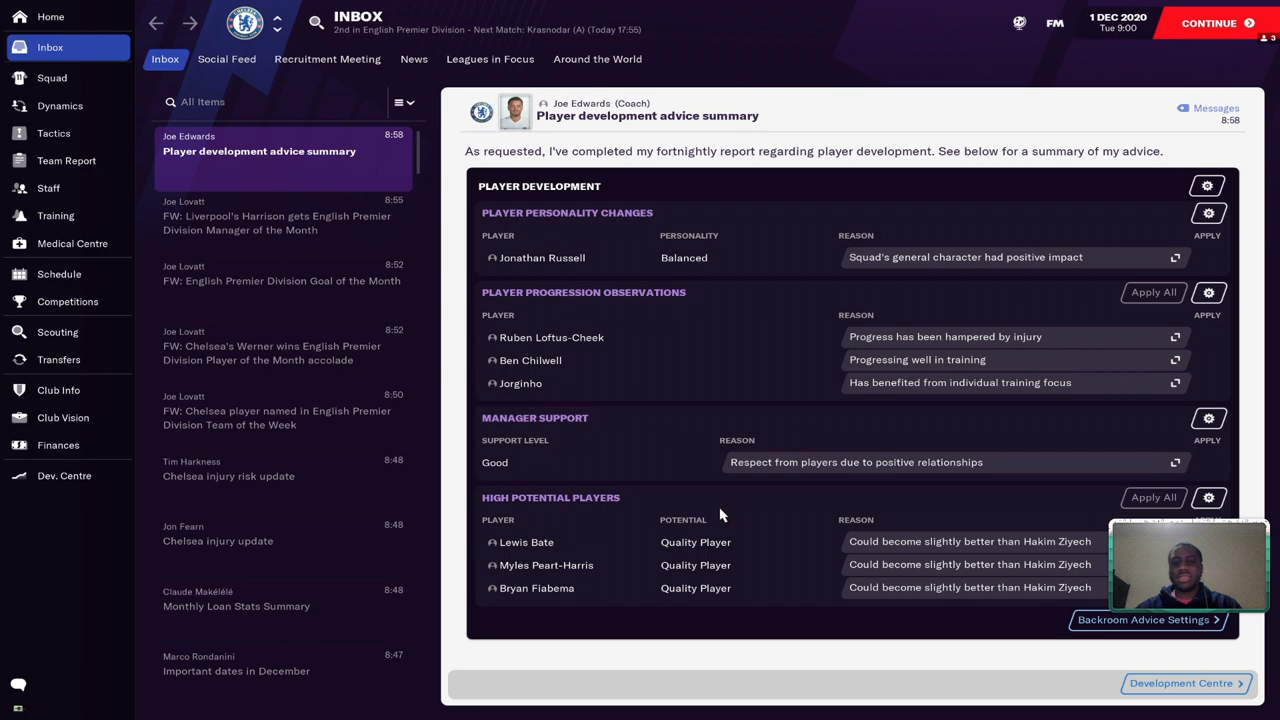 Home
Inbox
Squad
Dynamics
Tactics
Team Report
Staff
Training
Medical Centre
Schedule
Competitions
Scouting
Transfers
Club Info
Club Vision
Finances
Dev. Centre
INBOX
2nd in English Premier Division - Next Match: Krasnodar (A) (Today 17:55)
FM
1 DEC 2020
Tue 9:00
CONTINUE
3
Inbox
Social Feed
Recruitment Meeting
News
Leagues in Focus
Around the World
All Items
Joe Edwards 8:58
Player development advice summary
Joe Lovatt 8:55
FW: Liverpool's Harrison gets English Premier
Division Manager of the Month
Joe Lovatt 8:52
FW: English Premier Division Goal of the Month
Joe Lovatt 8:52
FW: Chelsea's Werner wins English Premier
Division Player of the Month accolade
Joe Lovatt 8:50
FW: Chelsea player named in English Premier
Division Team of the Week
Tim Harkness 8:48
Chelsea injury risk update
Jon Fearn 8:48
Chelsea injury update
Claude Makélélé 8:48
Monthly Loan Stats Summary
Marco Rondanini 8:47
Important dates in December
Joe Edwards (Coach)
Player development advice summary
Messages
8:58
As requested, I've completed my fortnightly report regarding player development. See below for a summary of my advice.
PLAYER DEVELOPMENT
PLAYER PERSONALITY CHANGES
PLAYER PERSONALITY REASON APPLY
Jonathan Russell Balanced Squad's general character had positive impact
PLAYER PROGRESSION OBSERVATIONS Apply All
PLAYER REASON APPLY
Ruben Loftus-Cheek Progress has been hampered by injury
Ben Chilwell Progressing well in training
Jorginho Has benefited from individual training focus
MANAGER SUPPORT
SUPPORT LEVEL REASON APPLY
Good Respect from players due to positive relationships
HIGH POTENTIAL PLAYERS Apply All
PLAYER POTENTIAL REASON
Lewis Bate Quality Player Could become slightly better than Hakim Ziyech
Myles Peart-Harris Quality Player Could become slightly better than Hakim Ziyech
Bryan Fiabema Quality Player Could become slightly better than Hakim Ziyech
Backroom Advice Settings
Development Centre